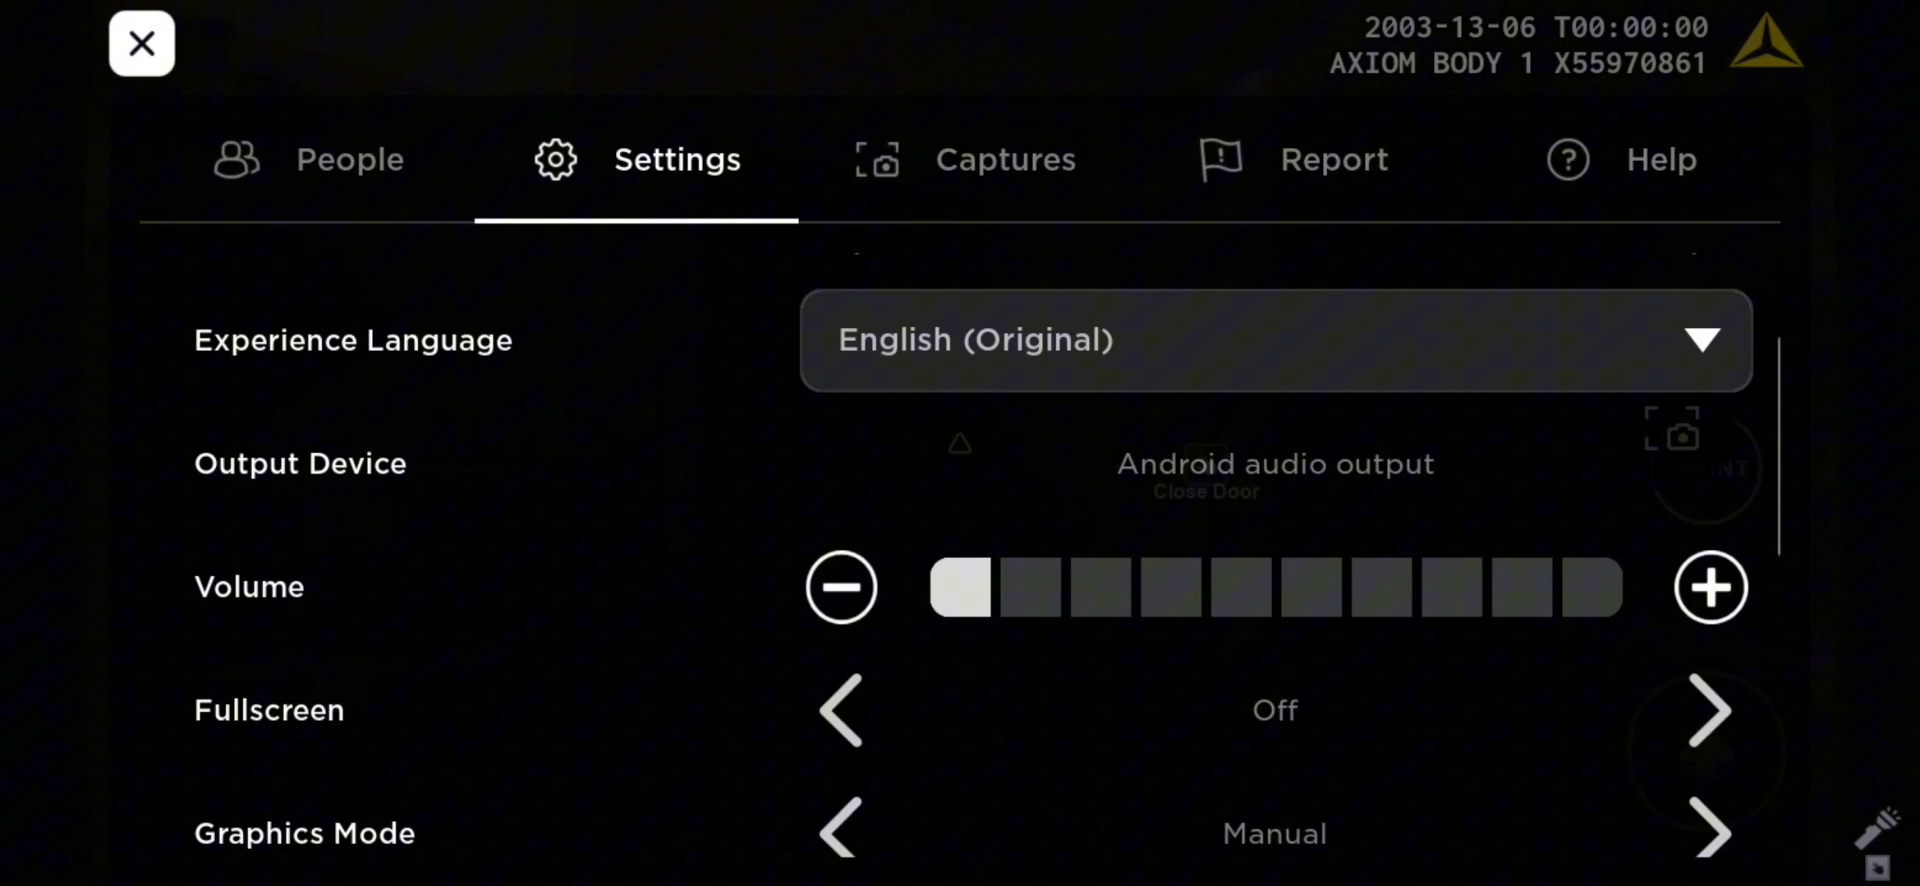 2003-13-06 T00:00:00
AXIOM BODY 1 X55970861
People
Settings
Captures
Report
Help
Experience Language
English (Original)
Output Device
Android audio output
Close Door
Volume
Fullscreen
Off
Graphics Mode
Manual